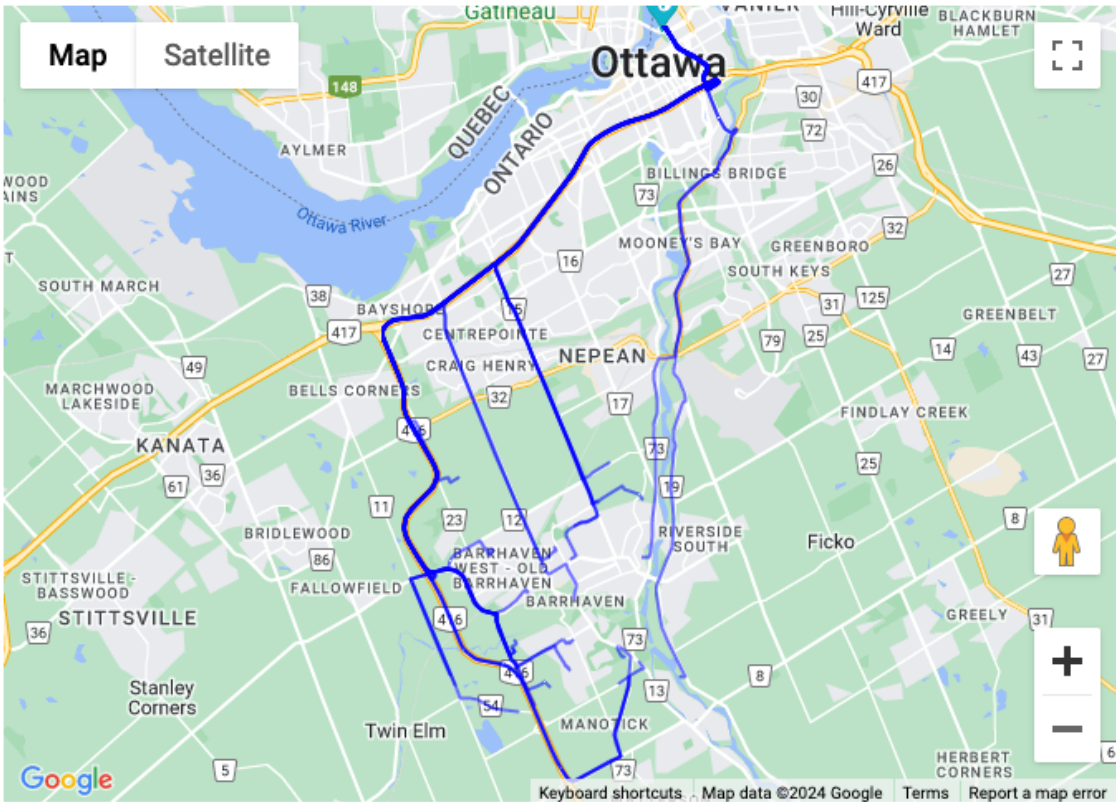 Gatineau
VANIER
Hill-Cyrville
Ward
BLACKBURN
HAMLET
Map
Satellite
Ottawa
417
148
30
72
QUEBEC
ONTARIO
AYLMER
26
BILLINGS BRIDGE
73
WOOD
AINS
Ottawa River
32
MOONEY'S BAY
GREENBORO
T
16
SOUTH KEYS
27
SOUTH MARCH
38
BAYSHORE
15
31
125
GREENBELT
417
CENTREPOINTE
25
79
14
43
27
NEPEAN
49
CRAIG HENRY
MARCHWOOD
LAKESIDE
BELLS CORNERS
32
17
FINDLAY CREEK
416
KANATA
73
25
36
61
19
11
23
12
8
BRIDLEWOOD
RIVERSIDE
SOUTH
Ficko
86
BARRHAVEN
WEST - OLD
BARRHAVEN
STITTSVILLE -
BASSWOOD
FALLOWFIELD
BARRHAVEN
STITTSVILLE
416
GREELY
31
36
73
416
8
Stanley
Corners
13
54
Twin Elm
MANOTICK
5
73
HERBERT
CORNERS
6
Google
Keyboard shortcuts
Map data ©2024 Google
Terms
Report a map error